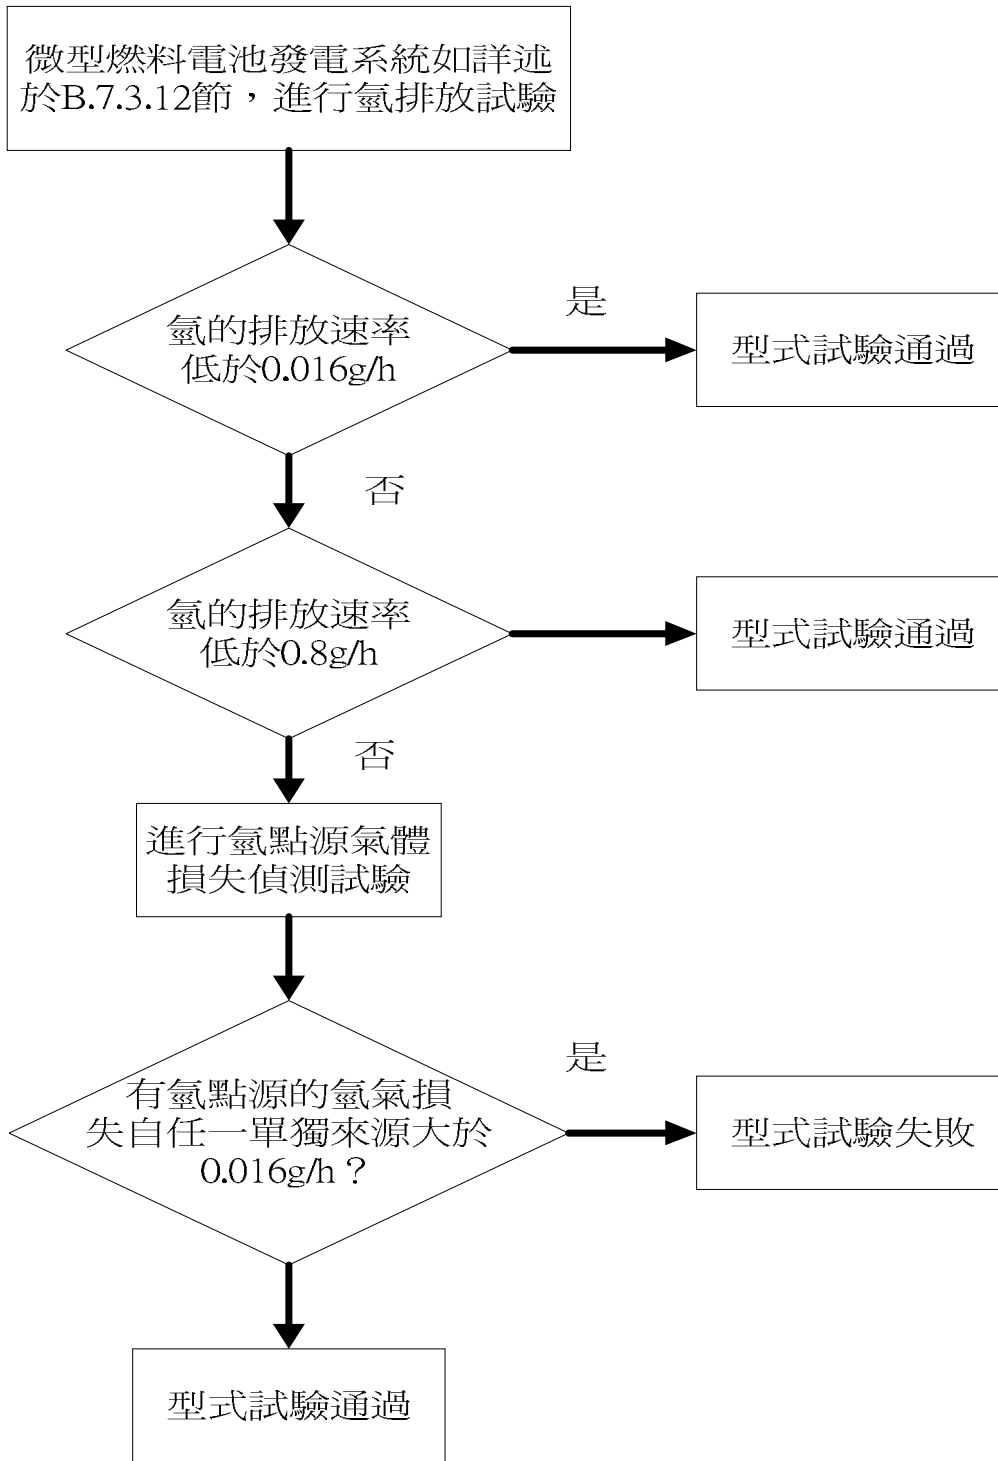 微型燃料電池發電系統如詳述
於B.7.3.12節，進行氫排放試驗
氫的排放速率
低於0.016g/h
是
型式試驗通過
否
氫的排放速率
低於0.8g/h
型式試驗通過
否
進行氫點源氣體
損失偵測試驗
有氫點源的氫氣損
失自任一單獨來源大於
0.016g/h？
是
型式試驗失敗
型式試驗通過